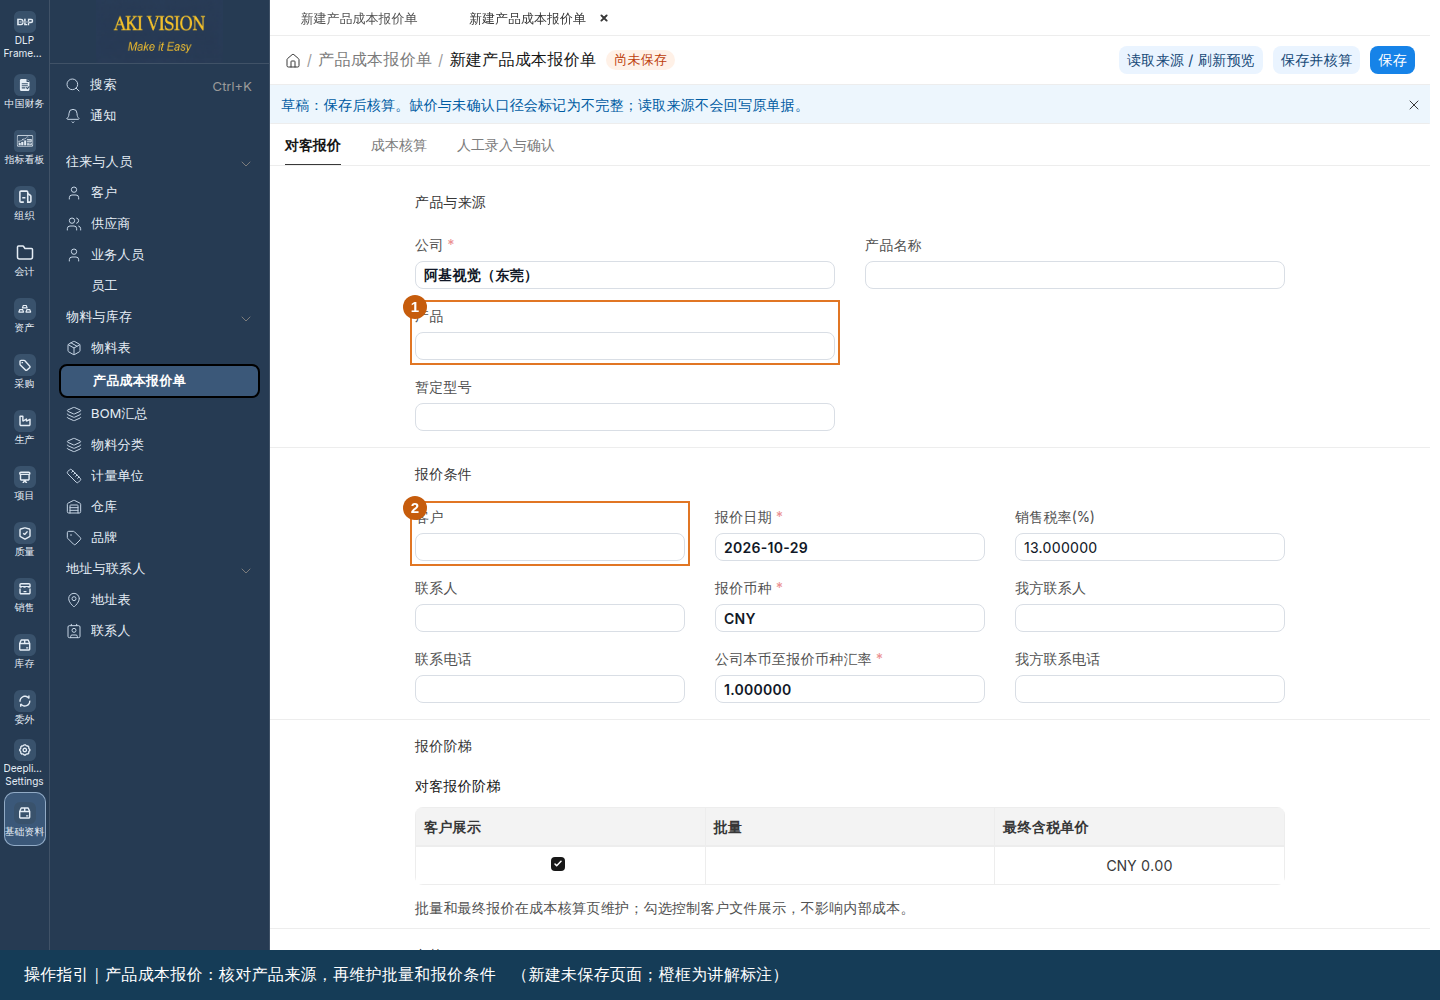 DLP
DLP
Frame...
中国财务
指标看板
组织
会计
资产
采购
生产
项目
质量
销售
库存
委外
Deepli...
Settings
基础资料
AKI VISION
Make it Easy
搜索 Ctrl+K
通知
往来与人员
客户
供应商
业务人员
员工
物料与库存
物料表
产品成本报价单
BOM汇总
物料分类
计量单位
仓库
品牌
地址与联系人
地址表
联系人
新建产品成本报价单 新建产品成本报价单
/ 产品成本报价单 / 新建产品成本报价单 尚未保存
读取来源 / 刷新预览 保存并核算 保存
草稿：保存后核算。缺价与未确认口径会标记为不完整；读取来源不会回写原单据。
对客报价 成本核算 人工录入与确认
产品与来源
公司 * 产品名称
阿基视觉（东莞）
1
产品
暂定型号
报价条件
2
客户 报价日期 * 销售税率(%)
2026-10-29 13.000000
联系人 报价币种 * 我方联系人
CNY
联系电话 公司本币至报价币种汇率 * 我方联系电话
1.000000
报价阶梯
对客报价阶梯
客户展示 批量 最终含税单价
CNY 0.00
批量和最终报价在成本核算页维护；勾选控制客户文件展示，不影响内部成本。
操作指引｜产品成本报价：核对产品来源，再维护批量和报价条件 （新建未保存页面；橙框为讲解标注）